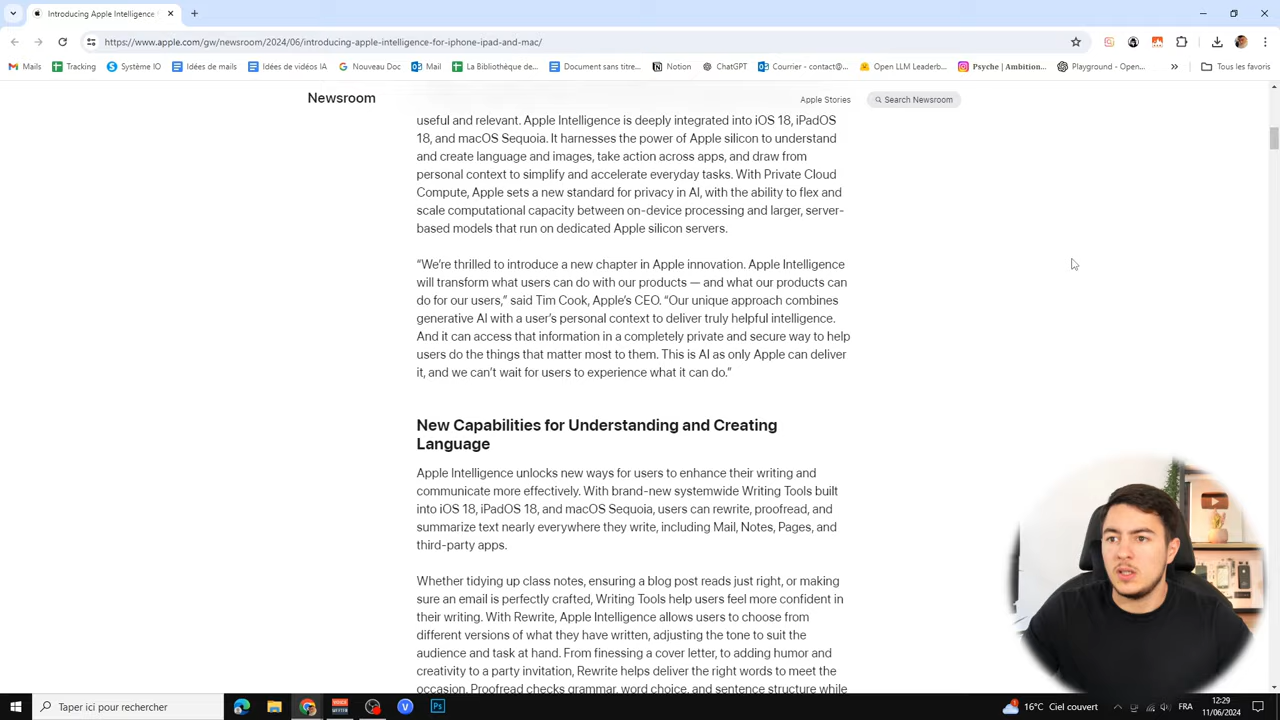 Introducing Apple Intelligence
https://www.apple.com/gw/newsroom/2024/06/introducing-apple-intelligence-for-iphone-ipad-and-mac/
Mails Tracking Système IO Idées de mails Idées de vidéos IA Nouveau Doc Mail La Bibliothèque de... Document sans titre... Notion ChatGPT Courrier - contact@... Open LLM Leaderb... Psyche | Ambition... Playground - Open... » Tous les favoris
Newsroom
Apple Stories
Search Newsroom
useful and relevant. Apple Intelligence is deeply integrated into iOS 18, iPadOS
18, and macOS Sequoia. It harnesses the power of Apple silicon to understand
and create language and images, take action across apps, and draw from
personal context to simplify and accelerate everyday tasks. With Private Cloud
Compute, Apple sets a new standard for privacy in AI, with the ability to flex and
scale computational capacity between on-device processing and larger, server-
based models that run on dedicated Apple silicon servers.
“We’re thrilled to introduce a new chapter in Apple innovation. Apple Intelligence
will transform what users can do with our products — and what our products can
do for our users,” said Tim Cook, Apple’s CEO. “Our unique approach combines
generative AI with a user’s personal context to deliver truly helpful intelligence.
And it can access that information in a completely private and secure way to help
users do the things that matter most to them. This is AI as only Apple can deliver
it, and we can’t wait for users to experience what it can do.”
New Capabilities for Understanding and Creating
Language
Apple Intelligence unlocks new ways for users to enhance their writing and
communicate more effectively. With brand-new systemwide Writing Tools built
into iOS 18, iPadOS 18, and macOS Sequoia, users can rewrite, proofread, and
summarize text nearly everywhere they write, including Mail, Notes, Pages, and
third-party apps.
Whether tidying up class notes, ensuring a blog post reads just right, or making
sure an email is perfectly crafted, Writing Tools help users feel more confident in
their writing. With Rewrite, Apple Intelligence allows users to choose from
different versions of what they have written, adjusting the tone to suit the
audience and task at hand. From finessing a cover letter, to adding humor and
creativity to a party invitation, Rewrite helps deliver the right words to meet the
occasion. Proofread checks grammar, word choice, and sentence structure while
Taper ici pour rechercher
V
Ps
16°C Ciel couvert
FRA
12:29
11/06/2024